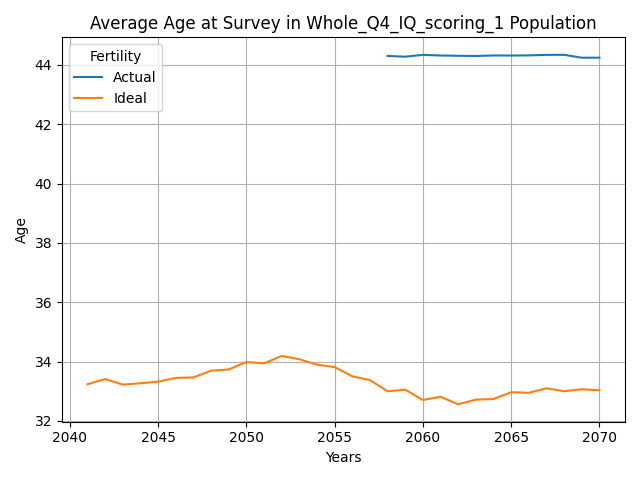 Average Age at Survey in Whole_Q4_IQ_scoring_1 Population
Fertility
Actual
Ideal
44
42
40
38
36
34
32
Age
2040
2045
2050
2055
2060
2065
2070
Years